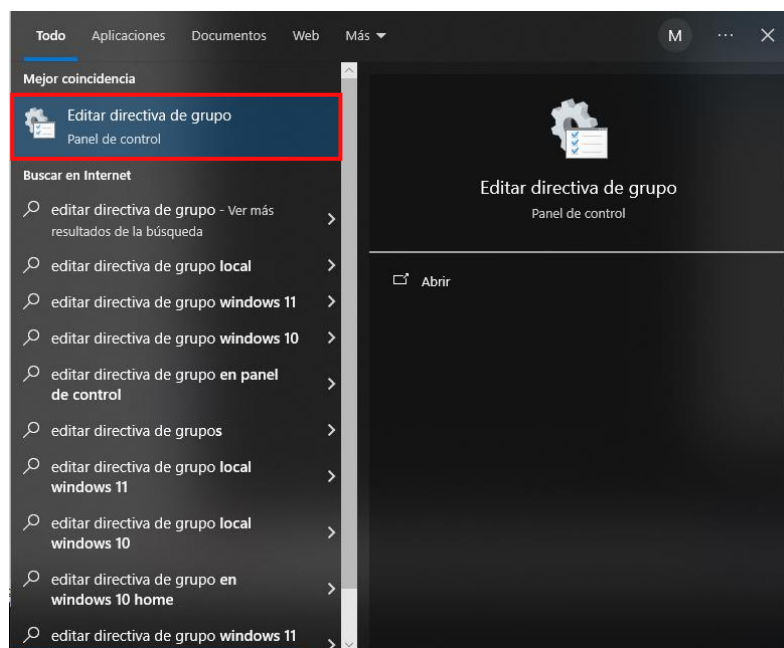 Todo Aplicaciones Documentos Web Más M ...
Mejor coincidencia
Editar directiva de grupo
Panel de control
Buscar en Internet
editar directiva de grupo - Ver más
resultados de la búsqueda
editar directiva de grupo local
editar directiva de grupo windows 11
editar directiva de grupo windows 10
editar directiva de grupo en panel
de control
editar directiva de grupos
editar directiva de grupo local
windows 11
editar directiva de grupo local
windows 10
editar directiva de grupo en
windows 10 home
editar directiva de grupo windows 11
Editar directiva de grupo
Panel de control
Abrir